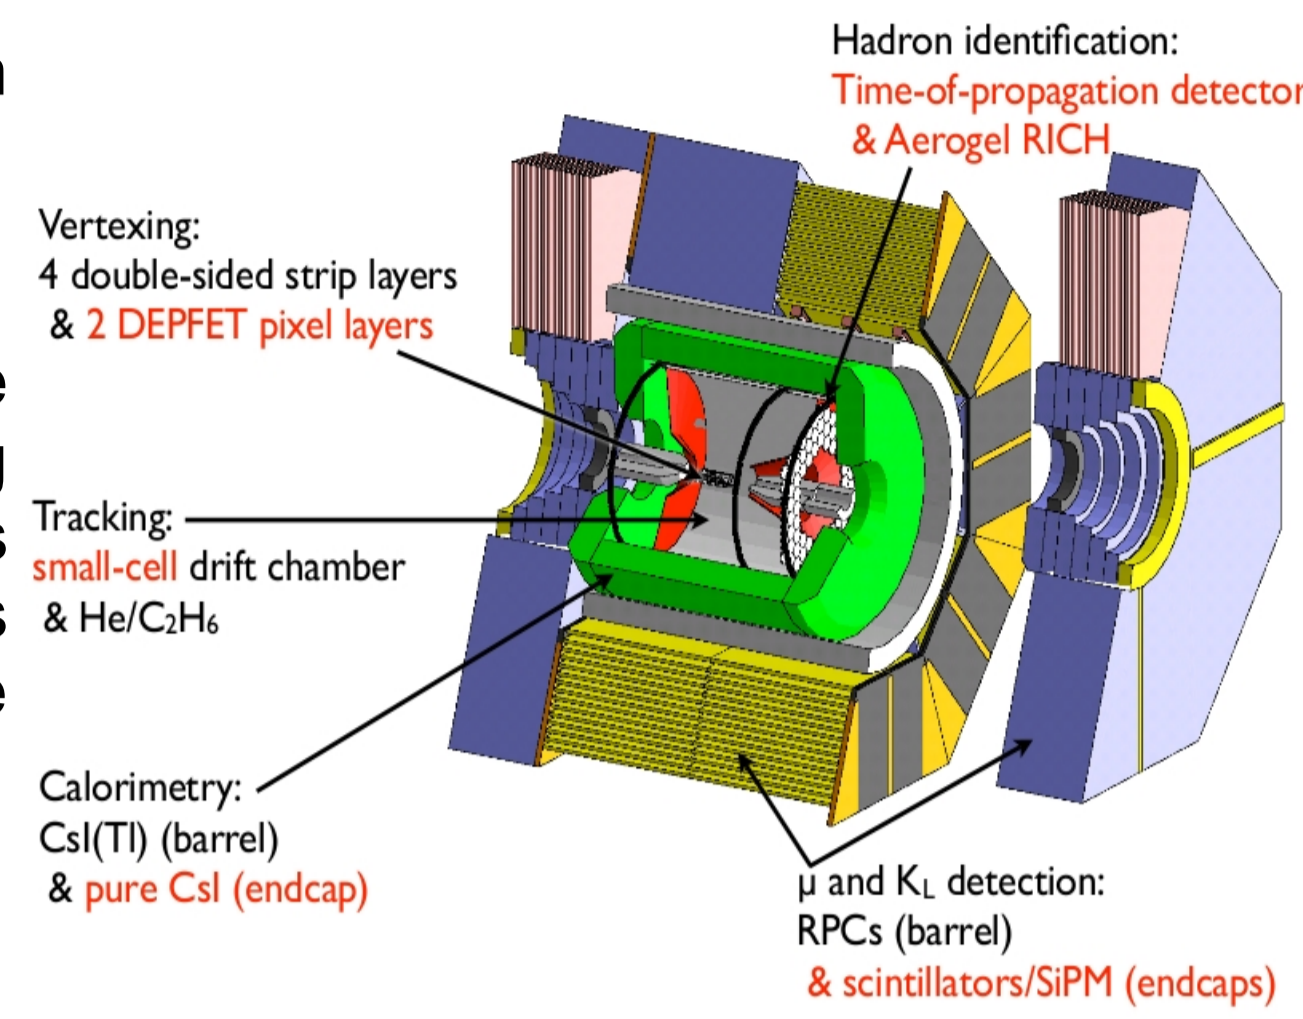 Hadron identification:
Time-of-propagation detector
& Aerogel RICH
Vertexing:
4 double-sided strip layers
& 2 DEPFET pixel layers
Tracking:
small-cell drift chamber
& He/C₂H₆
Calorimetry:
CsI(Tl) (barrel)
& pure CsI (endcap)
μ and K_L detection:
RPCs (barrel)
& scintillators/SiPM (endcaps)